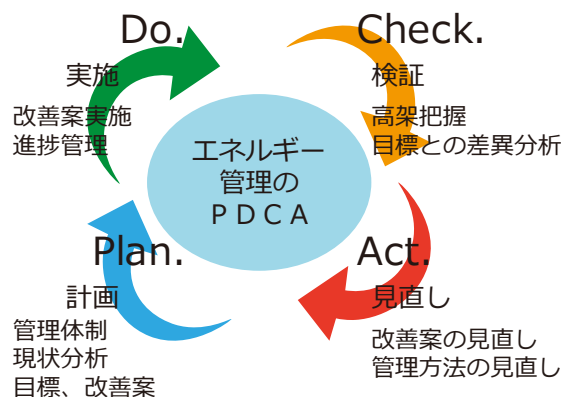 Do.
実施
改善案実施
進捗管理
Check.
検証
高架把握
目標との差異分析
エネルギー
管理の
PDCA
Plan.
計画
管理体制
現状分析
目標、改善案
Act.
見直し
改善案の見直し
管理方法の見直し